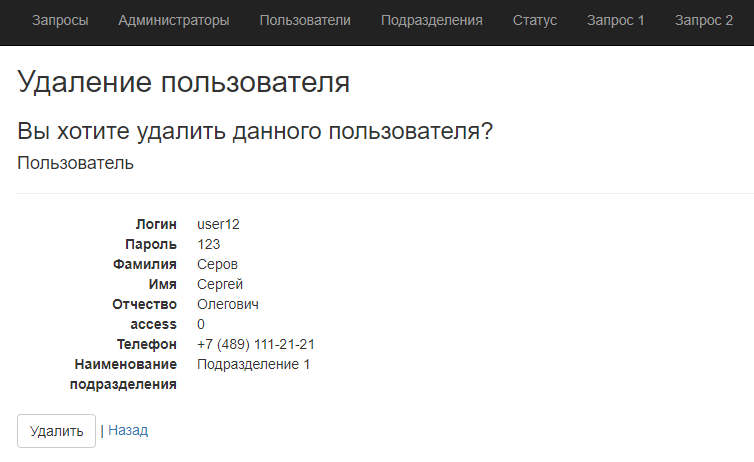 Запросы Администраторы Пользователи Подразделения Статус Запрос 1 Запрос 2
Удаление пользователя
Вы хотите удалить данного пользователя?
Пользователь
Логин user12
Пароль 123
Фамилия Серов
Имя Сергей
Отчество Олегович
access 0
Телефон +7 (489) 111-21-21
Наименование Подразделение 1
подразделения
Удалить | Назад